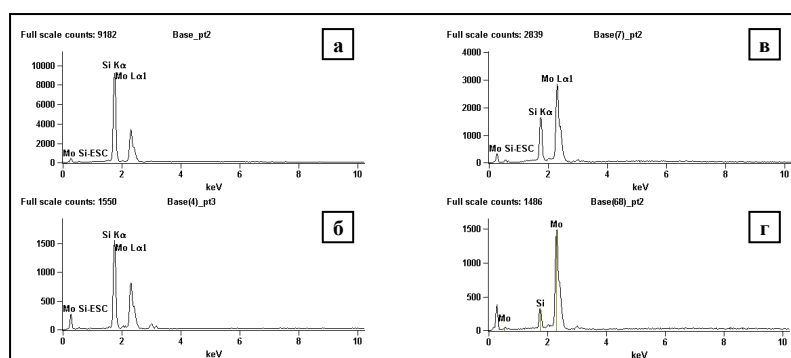 Full scale counts: 9182 Base_pt2
а
10000
8000
6000
4000
2000
0
Si Kα
Mo Lα1
Mo Si-ESC
0 2 4 6 8 10
keV
Full scale counts: 2839 Base(7)_pt2
в
4000
3000
2000
1000
0
Mo Lα1
Si Kα
Mo Si-ESC
0 2 4 6 8 10
keV
Full scale counts: 1550 Base(4)_pt3
б
1500
1000
500
0
Si Kα
Mo Lα1
Mo Si-ESC
0 2 4 6 8 10
keV
Full scale counts: 1486 Base(68)_pt2
г
1500
1000
500
0
Mo
Si
Mo
0 2 4 6 8 10
keV